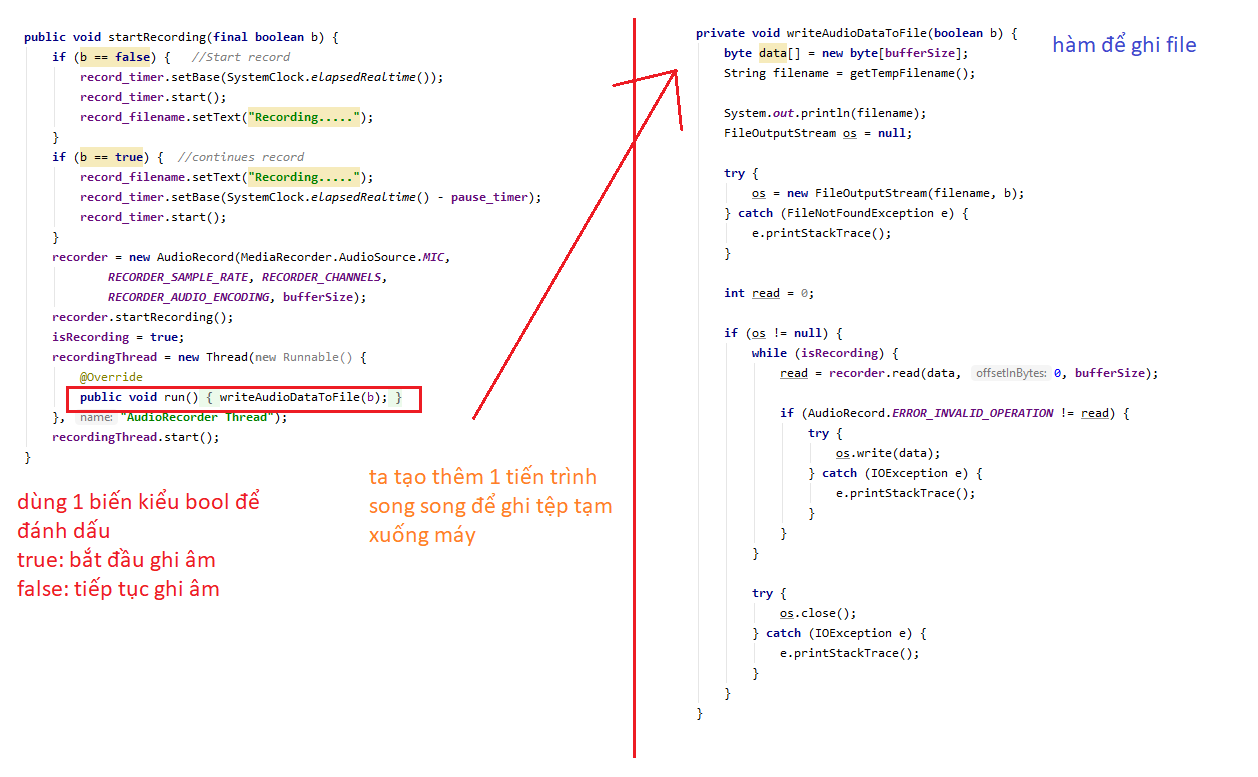 public void startRecording(final boolean b) {
if (b == false) {   //Start record
record_timer.setBase(SystemClock.elapsedRealtime());
record_timer.start();
record_filename.setText("Recording.....");
}
if (b == true) {  //continues record
record_filename.setText("Recording.....");
record_timer.setBase(SystemClock.elapsedRealtime() - pause_timer);
record_timer.start();
}
recorder = new AudioRecord(MediaRecorder.AudioSource.MIC,
RECORDER_SAMPLE_RATE, RECORDER_CHANNELS,
RECORDER_AUDIO_ENCODING, bufferSize);
recorder.startRecording();
isRecording = true;
recordingThread = new Thread(new Runnable() {
@Override
public void run() { writeAudioDataToFile(b); }
}, name: "AudioRecorder Thread");
recordingThread.start();
}
dùng 1 biến kiểu bool để
đánh dấu
true: bắt đầu ghi âm
false: tiếp tục ghi âm
ta tạo thêm 1 tiến trình
song song để ghi tệp tạm
xuống máy
private void writeAudioDataToFile(boolean b) {
byte data[] = new byte[bufferSize];
String filename = getTempFilename();
System.out.println(filename);
FileOutputStream os = null;
try {
os = new FileOutputStream(filename, b);
} catch (FileNotFoundException e) {
e.printStackTrace();
}
int read = 0;
if (os != null) {
while (isRecording) {
read = recorder.read(data, offsetInBytes: 0, bufferSize);
if (AudioRecord.ERROR_INVALID_OPERATION != read) {
try {
os.write(data);
} catch (IOException e) {
e.printStackTrace();
}
}
}
try {
os.close();
} catch (IOException e) {
e.printStackTrace();
}
}
}
hàm để ghi file